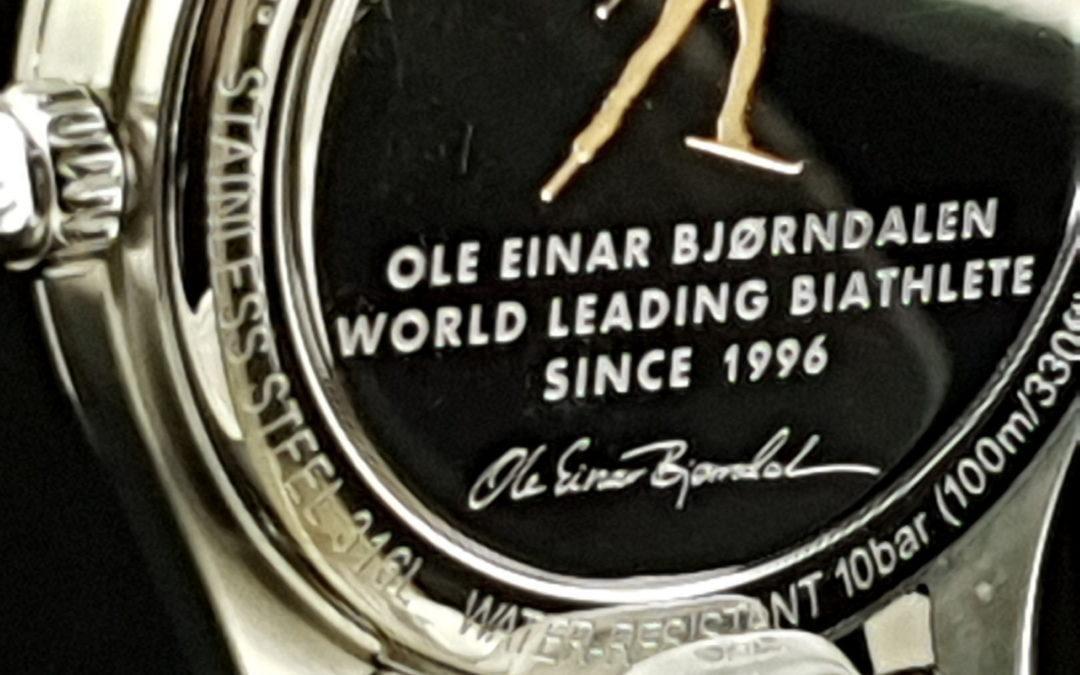 OLE EINAR BJØRNDALEN
WORLD LEADING BIATHLETE
SINCE 1996
Ole Einar Bjørndalen
STAINLESS STEEL 316L
WATER-RESISTANT 10bar (100m/330ft